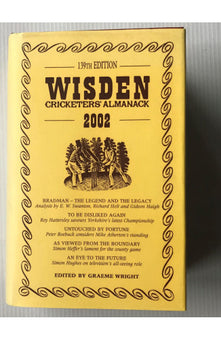 139TH EDITION
WISDEN
CRICKETERS' ALMANACK
2002
BRADMAN – THE LEGEND AND THE LEGACY
Analysis by E. W. Swanton, Richard Holt and Gideon Haigh
TO BE DISLIKED AGAIN
Roy Hattersley savours Yorkshire's latest Championship
UNTOUCHED BY FORTUNE
Peter Roebuck considers Mike Atherton's standing
AS VIEWED FROM THE BOUNDARY
Simon Heffer's lament for the county game
AN EYE TO THE FUTURE
Simon Hughes on television's all-seeing role
EDITED BY GRAEME WRIGHT